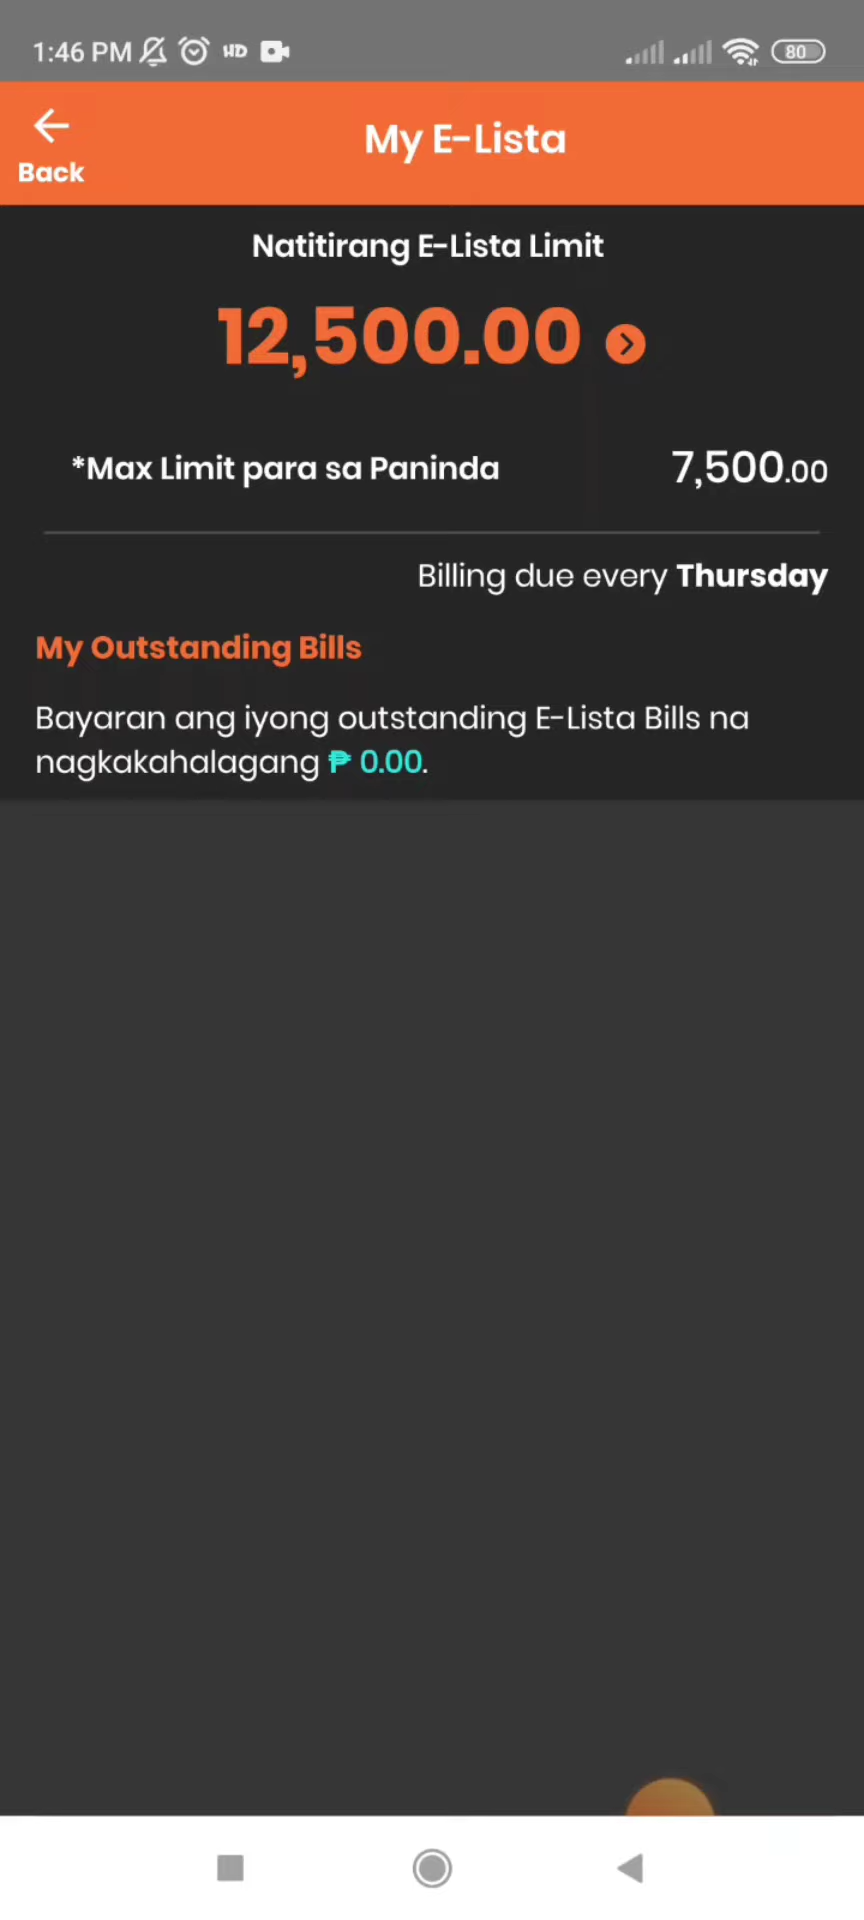 1:46 PM HD 80
Back
My E-Lista
Natitirang E-Lista Limit
12,500.00
*Max Limit para sa Paninda 7,500.00
Billing due every Thursday
My Outstanding Bills
Bayaran ang iyong outstanding E-Lista Bills na
nagkakahalagang ₱ 0.00.